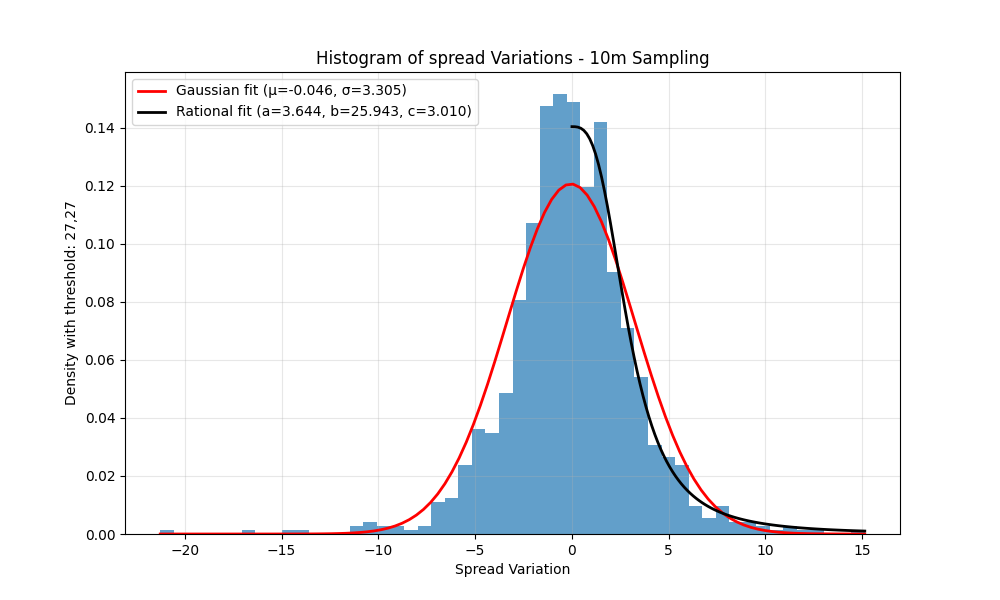 Histogram of spread Variations - 10m Sampling
Gaussian fit (μ=-0.046, σ=3.305)
Rational fit (a=3.644, b=25.943, c=3.010)
Density with threshold: 27,27
0.14
0.12
0.10
0.08
0.06
0.04
0.02
0.00
−20 −15 −10 −5 0 5 10 15
Spread Variation